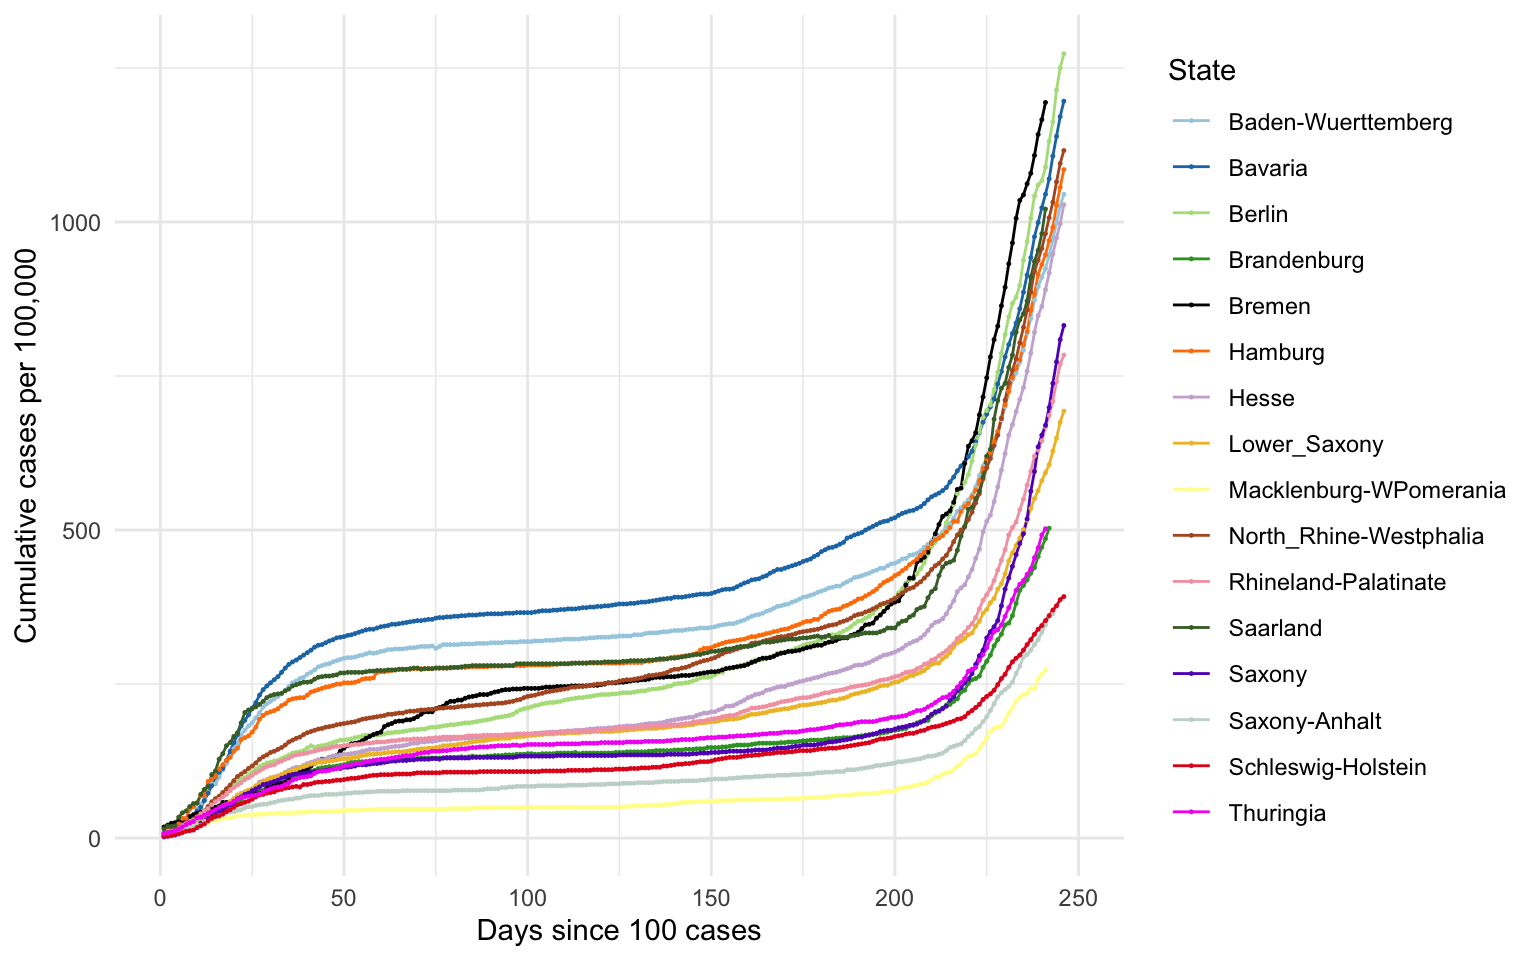 Cumulative cases per 100,000
1000
500
0
0 50 100 150 200 250
Days since 100 cases
State
Baden-Wuerttemberg
Bavaria
Berlin
Brandenburg
Bremen
Hamburg
Hesse
Lower_Saxony
Macklenburg-WPomerania
North_Rhine-Westphalia
Rhineland-Palatinate
Saarland
Saxony
Saxony-Anhalt
Schleswig-Holstein
Thuringia